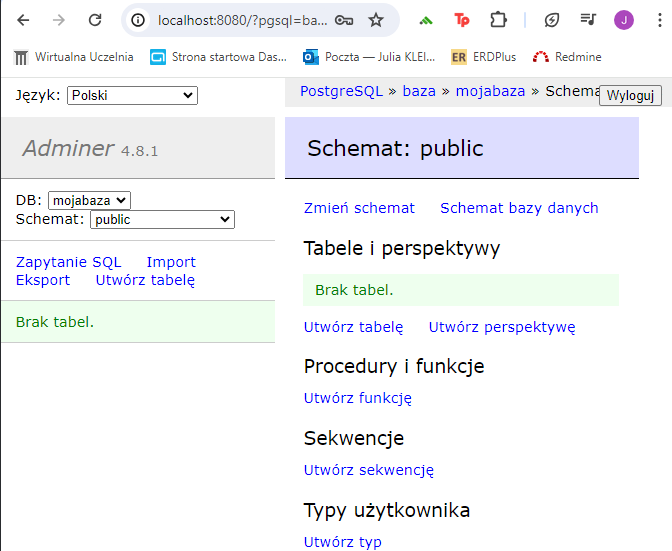 localhost:8080/?pgsql=ba...
J
Wirtualna Uczelnia
Strona startowa Das...
Poczta — Julia KLEI...
ER ERDPlus
Redmine
Język: Polski
PostgreSQL » baza » mojabaza » Schema
Wyloguj
Adminer 4.8.1
Schemat: public
DB: mojabaza
Schemat: public
Zapytanie SQL Import
Eksport Utwórz tabelę
Brak tabel.
Zmień schemat Schemat bazy danych
Tabele i perspektywy
Brak tabel.
Utwórz tabelę Utwórz perspektywę
Procedury i funkcje
Utwórz funkcję
Sekwencje
Utwórz sekwencję
Typy użytkownika
Utwórz typ